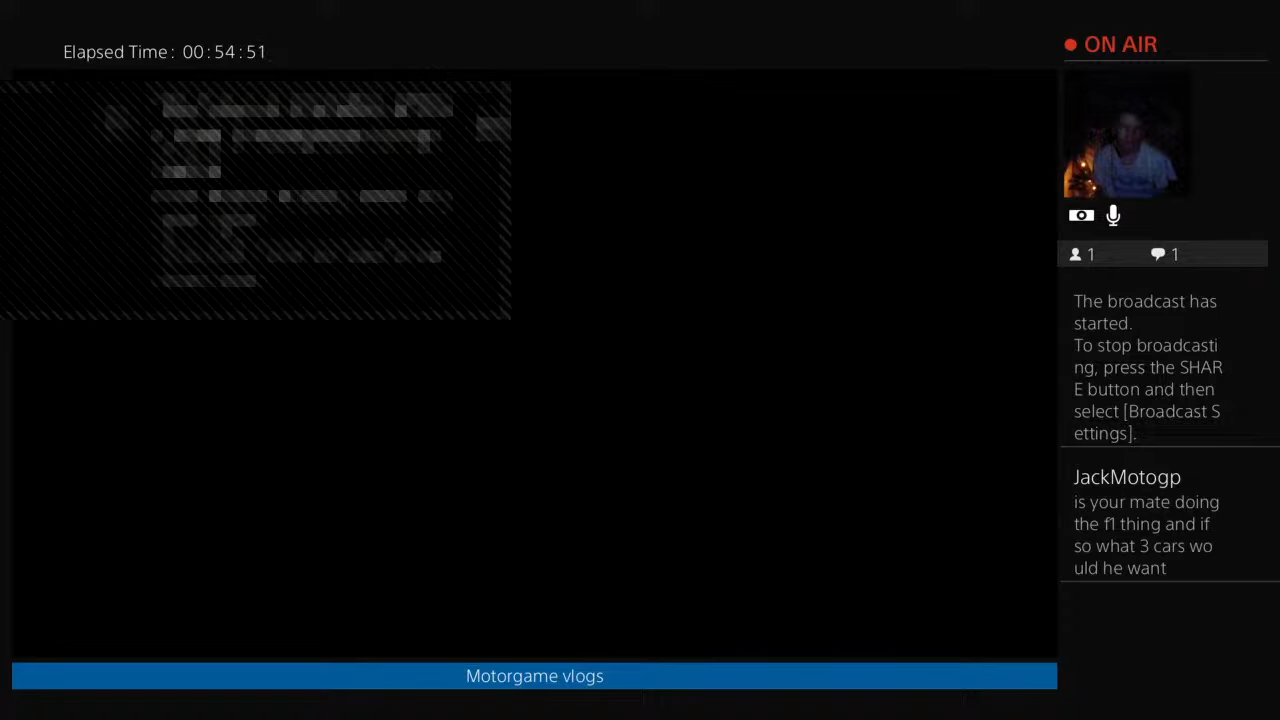 Elapsed Time: 00:54:51
ON AIR
1
1
The broadcast has
started.
To stop broadcasti
ng, press the SHAR
E button and then
select [Broadcast S
ettings].
JackMotogp
is your mate doing
the f1 thing and if
so what 3 cars wo
uld he want
Motorgame vlogs